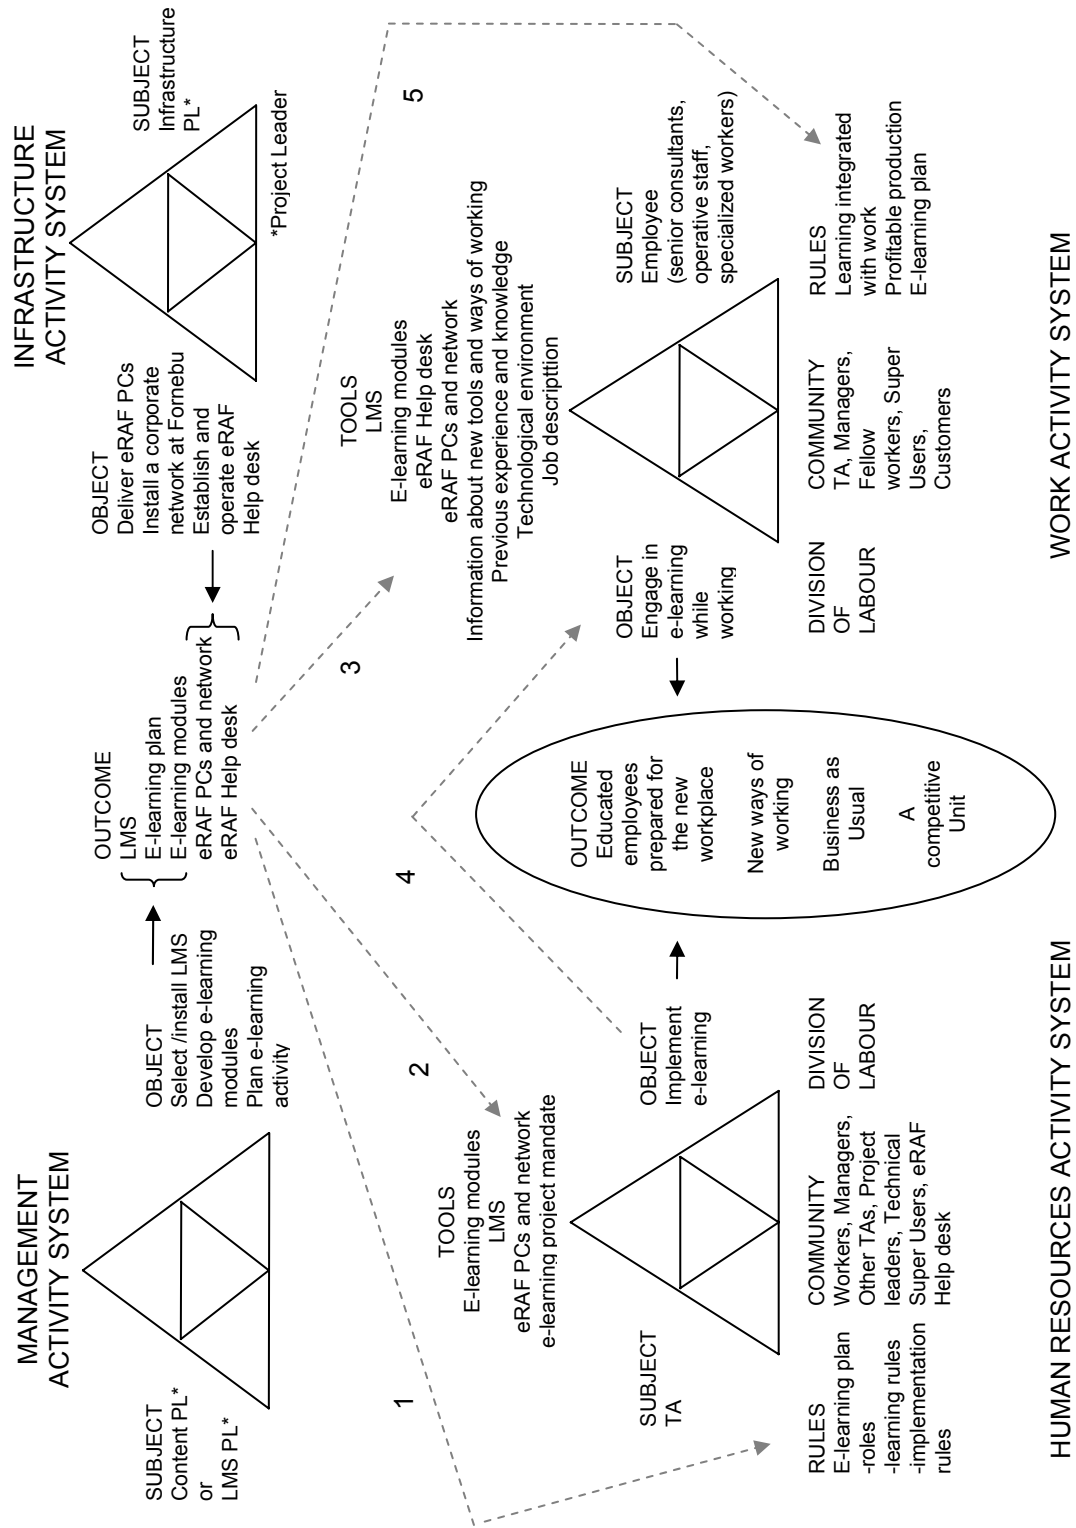 MANAGEMENT
ACTIVITY SYSTEM
SUBJECT
Content PL*
or
LMS PL*
OBJECT
Select /install LMS
Develop e-learning
modules
Plan e-learning
activity
OUTCOME
LMS
E-learning plan
E-learning modules
eRAF PCs and network
eRAF Help desk
INFRASTRUCTURE
ACTIVITY SYSTEM
OBJECT
Deliver eRAF PCs
Install a corporate
network at Fornebu
Establish and
operate eRAF
Help desk
SUBJECT
Infrastructure
PL*
*Project Leader
1
2
3
4
5
TOOLS
E-learning modules
LMS
eRAF PCs and network
e-learning project mandate
SUBJECT
TA
OBJECT
Implement
e-learning
RULES
E-learning plan
-roles
-learning rules
-implementation
rules
COMMUNITY
Workers, Managers,
Other TAs, Project
leaders, Technical
Super Users, eRAF
Help desk
DIVISION
OF
LABOUR
HUMAN RESOURCES ACTIVITY SYSTEM
OUTCOME
Educated
employees
prepared for
the new
workplace
New ways of
working
Business as
Usual
A
competitive
Unit
TOOLS
LMS
E-learning modules
eRAF Help desk
eRAF PCs and network
Information about new tools and ways of working
Previous experience and knowledge
Technological environment
Job descripttion
OBJECT
Engage in
e-learning
while
working
SUBJECT
Employee
(senior consultants,
operative staff,
specialized workers)
DIVISION
OF
LABOUR
COMMUNITY
TA, Managers,
Fellow
workers, Super
Users,
Customers
RULES
Learning integrated
with work
Profitable production
E-learning plan
WORK ACTIVITY SYSTEM